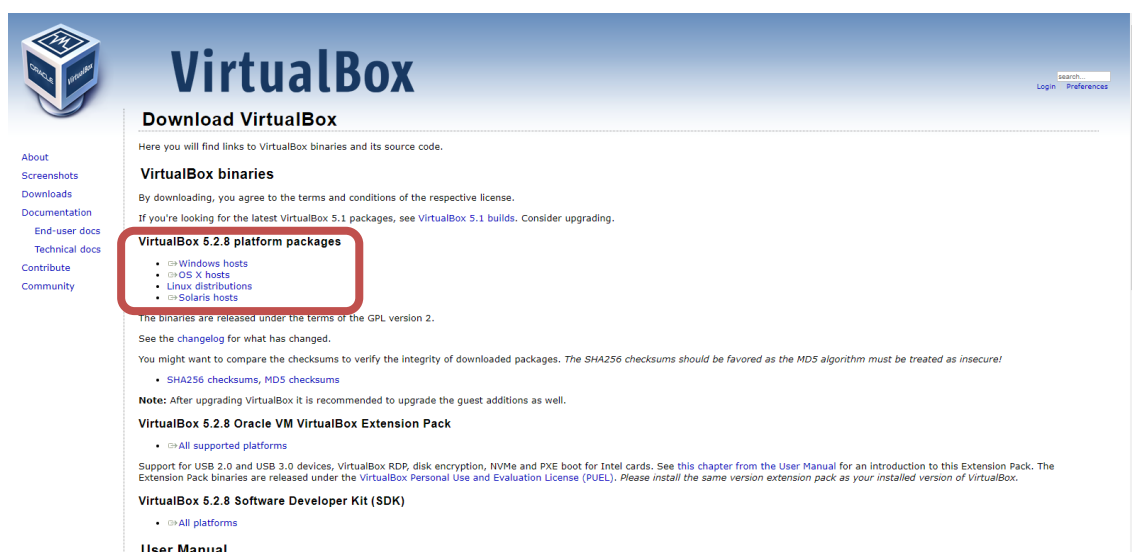 ORACLE
VirtualBox
VirtualBox
search...
Login Preferences
Download VirtualBox
Here you will find links to VirtualBox binaries and its source code.
About
Screenshots
Downloads
Documentation
End-user docs
Technical docs
Contribute
Community
VirtualBox binaries
By downloading, you agree to the terms and conditions of the respective license.
If you're looking for the latest VirtualBox 5.1 packages, see VirtualBox 5.1 builds. Consider upgrading.
VirtualBox 5.2.8 platform packages
• Windows hosts
• OS X hosts
• Linux distributions
• Solaris hosts
The binaries are released under the terms of the GPL version 2.
See the changelog for what has changed.
You might want to compare the checksums to verify the integrity of downloaded packages. The SHA256 checksums should be favored as the MD5 algorithm must be treated as insecure!
• SHA256 checksums, MD5 checksums
Note: After upgrading VirtualBox it is recommended to upgrade the guest additions as well.
VirtualBox 5.2.8 Oracle VM VirtualBox Extension Pack
• All supported platforms
Support for USB 2.0 and USB 3.0 devices, VirtualBox RDP, disk encryption, NVMe and PXE boot for Intel cards. See this chapter from the User Manual for an introduction to this Extension Pack. The
Extension Pack binaries are released under the VirtualBox Personal Use and Evaluation License (PUEL). Please install the same version extension pack as your installed version of VirtualBox.
VirtualBox 5.2.8 Software Developer Kit (SDK)
• All platforms
User Manual